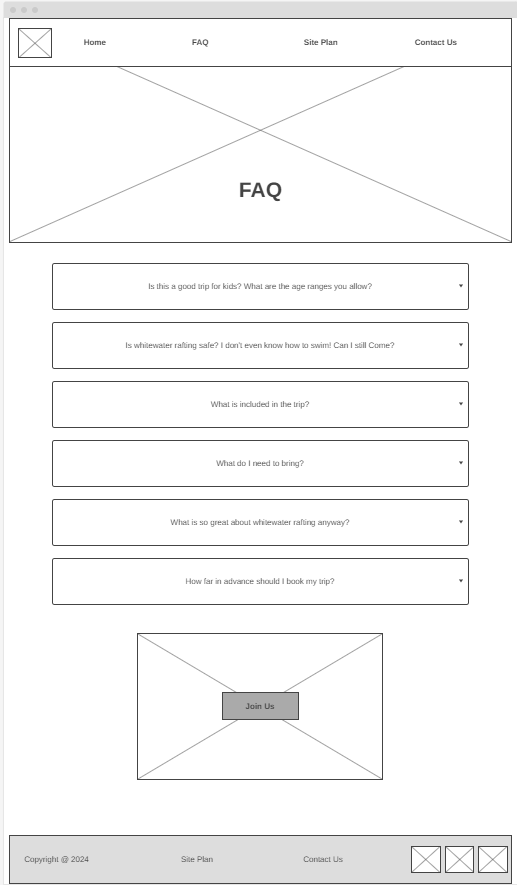 Home FAQ Site Plan Contact Us
FAQ
Is this a good trip for kids? What are the age ranges you allow?
Is whitewater rafting safe? I don't even know how to swim! Can I still Come?
What is included in the trip?
What do I need to bring?
What is so great about whitewater rafting anyway?
How far in advance should I book my trip?
Join Us
Copyright @ 2024 Site Plan Contact Us